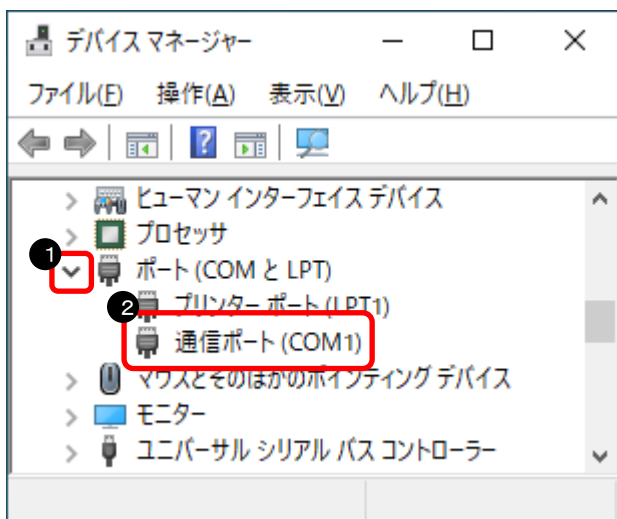 デバイス マネージャー
ファイル(F) 操作(A) 表示(V) ヘルプ(H)
ヒューマン インターフェイス デバイス
プロセッサ
1
ポート (COM と LPT)
2
プリンター ポート (LPT1)
通信ポート (COM1)
マウスとそのほかのポインティング デバイス
モニター
ユニバーサル シリアル バス コントローラー